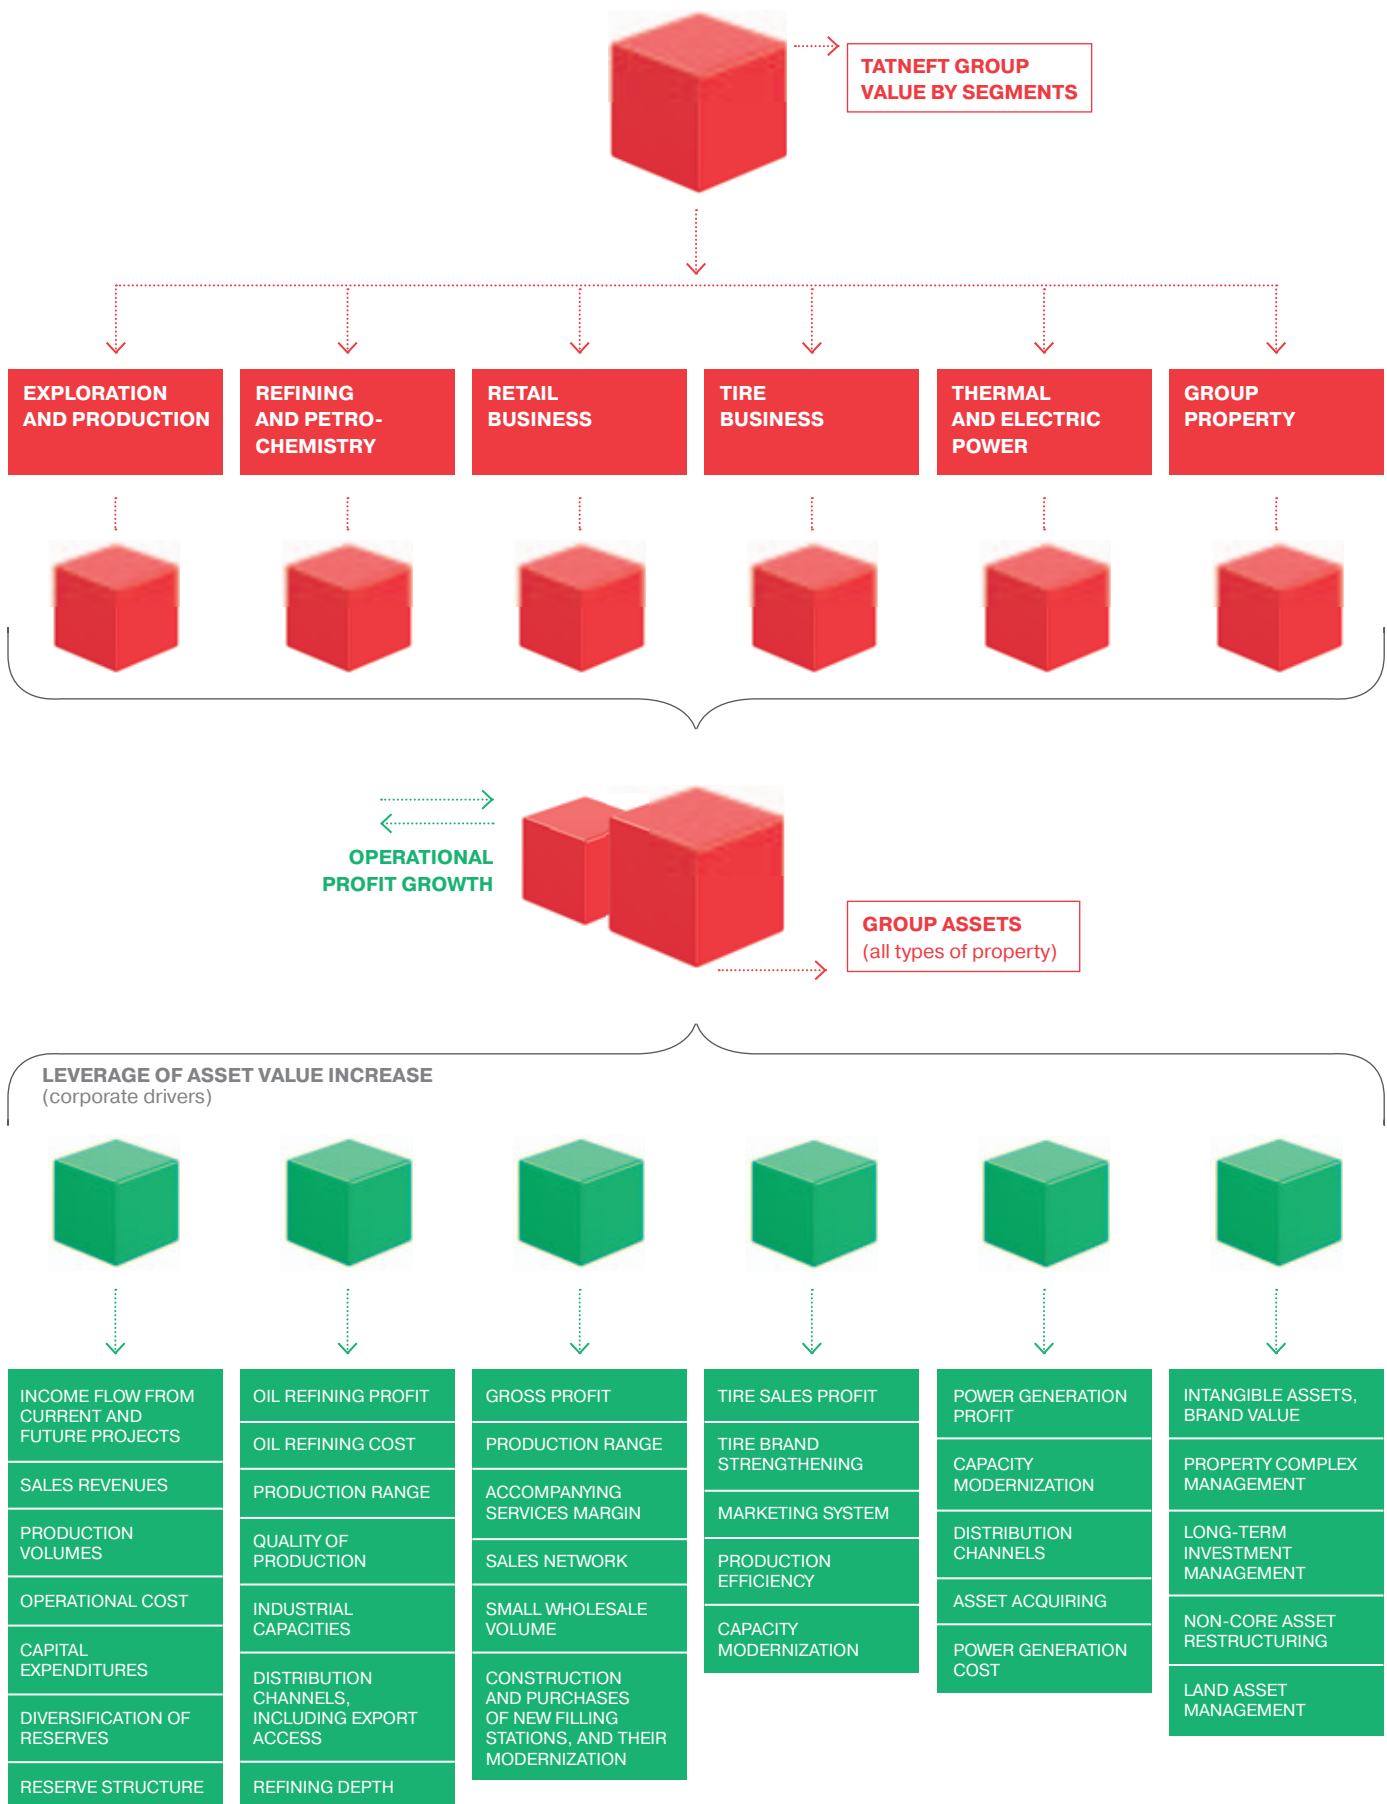 TATNEFT GROUP
VALUE BY SEGMENTS
EXPLORATION
AND PRODUCTION
REFINING
AND PETRO-
CHEMISTRY
RETAIL
BUSINESS
TIRE
BUSINESS
THERMAL
AND ELECTRIC
POWER
GROUP
PROPERTY
OPERATIONAL
PROFIT GROWTH
GROUP ASSETS
(all types of property)
LEVERAGE OF ASSET VALUE INCREASE
(corporate drivers)
INCOME FLOW FROM
CURRENT AND
FUTURE PROJECTS
SALES REVENUES
PRODUCTION
VOLUMES
OPERATIONAL COST
CAPITAL
EXPENDITURES
DIVERSIFICATION OF
RESERVES
RESERVE STRUCTURE
OIL REFINING PROFIT
OIL REFINING COST
PRODUCTION RANGE
QUALITY OF
PRODUCTION
INDUSTRIAL
CAPACITIES
DISTRIBUTION
CHANNELS,
INCLUDING EXPORT
ACCESS
REFINING DEPTH
GROSS PROFIT
PRODUCTION RANGE
ACCOMPANYING
SERVICES MARGIN
SALES NETWORK
SMALL WHOLESALE
VOLUME
CONSTRUCTION
AND PURCHASES
OF NEW FILLING
STATIONS, AND THEIR
MODERNIZATION
TIRE SALES PROFIT
TIRE BRAND
STRENGTHENING
MARKETING SYSTEM
PRODUCTION
EFFICIENCY
CAPACITY
MODERNIZATION
POWER GENERATION
PROFIT
CAPACITY
MODERNIZATION
DISTRIBUTION
CHANNELS
ASSET ACQUIRING
POWER GENERATION
COST
INTANGIBLE ASSETS,
BRAND VALUE
PROPERTY COMPLEX
MANAGEMENT
LONG-TERM
INVESTMENT
MANAGEMENT
NON-CORE ASSET
RESTRUCTURING
LAND ASSET
MANAGEMENT